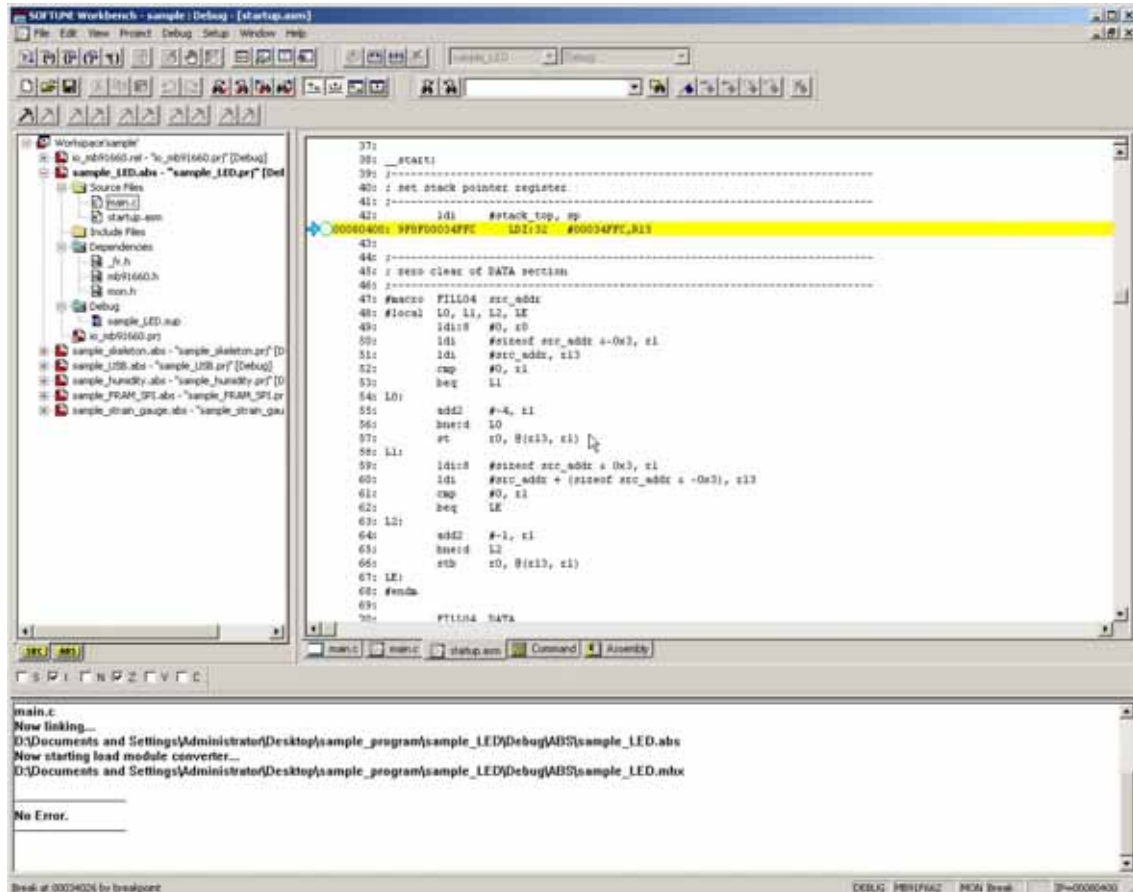 SOFTUNE Workbench - sample : Debug - [startup.asm]
File Edit View Project Debug Setup Window Help
sample_LED
Debug
Workspace'sample'
io_mb91660.rel - "io_mb91660.prj" [Debug]
sample_LED.abs - "sample_LED.prj" [Del
Source Files
main.c
startup.asm
Include Files
Dependencies
_fr.h
mb91660.h
mon.h
Debug
sample_LED.sup
io_mb91660.prj
sample_skeleton.abs - "sample_skeleton.prj" [D
sample_USB.abs - "sample_USB.prj" [Debug]
sample_humidity.abs - "sample_humidity.prj" [D
sample_FRAM_SPI.abs - "sample_FRAM_SPI.pr
sample_strain_gauge.abs - "sample_strain_gau
SRC ABS
37:
38: __start:
39: ;-----------------------------------------------------------
40: ; set stack pointer register
41: ;-----------------------------------------------------------
42: ldi #stack_top, sp
00080400: 9F8F00034FFC LDI:32 #00034FFC,R15
43:
44: ;-----------------------------------------------------------
45: ; zero clear of DATA section
46: ;-----------------------------------------------------------
47: #macro FILL04 src_addr
48: #local L0, L1, L2, LE
49: ldi:8 #0, r0
50: ldi #sizeof src_addr &~0x3, r1
51: ldi #src_addr, r13
52: cmp #0, r1
53: beq L1
54: L0:
55: add2 #-4, r1
56: bne:d L0
57: st r0, @(r13, r1)
58: L1:
59: ldi:8 #sizeof src_addr & 0x3, r1
60: ldi #src_addr + (sizeof src_addr & ~0x3), r13
61: cmp #0, r1
62: beq LE
63: L2:
64: add2 #-1, r1
65: bne:d L2
66: stb r0, @(r13, r1)
67: LE:
68: #endm
69:
70: FILL04 DATA
main.c main.c startup.asm Command Assembly
S I N Z V C
main.c
Now linking...
D:\Documents and Settings\Administrator\Desktop\sample_program\sample_LED\Debug\ABS\sample_LED.abs
Now starting load module converter...
D:\Documents and Settings\Administrator\Desktop\sample_program\sample_LED\Debug\ABS\sample_LED.mhx
No Error.
Break at 00034026 by breakpoint
DEBUG MB91F662 MON Break IP=00080400